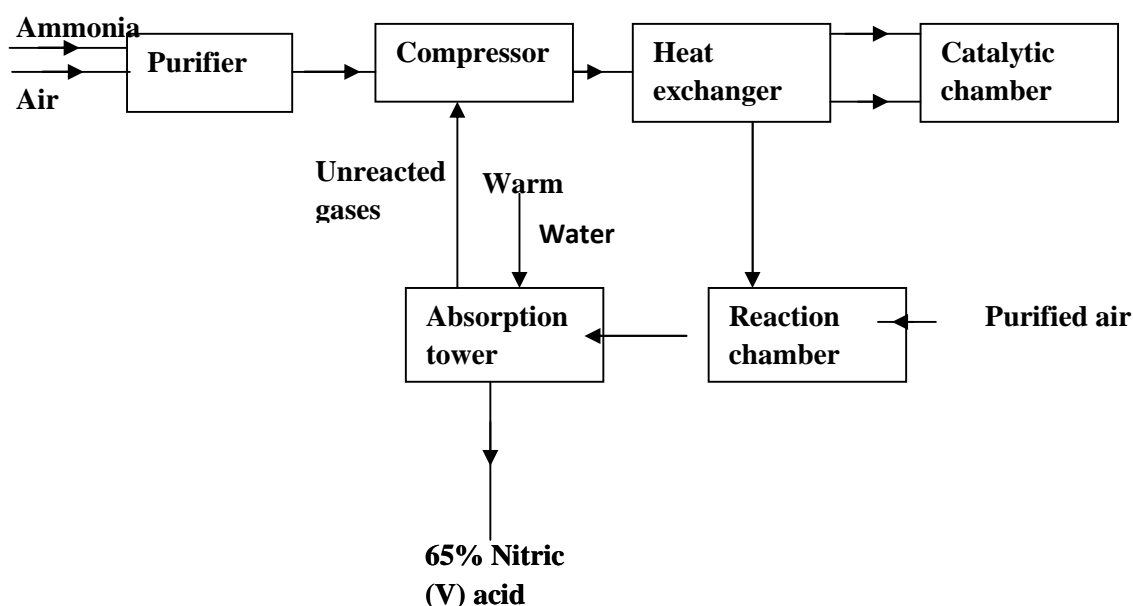 Ammonia
Air
Purifier
Compressor
Heat
exchanger
Catalytic
chamber
Unreacted
gases
Warm
Water
Absorption
tower
Reaction
chamber
Purified air
65% Nitric
(V) acid